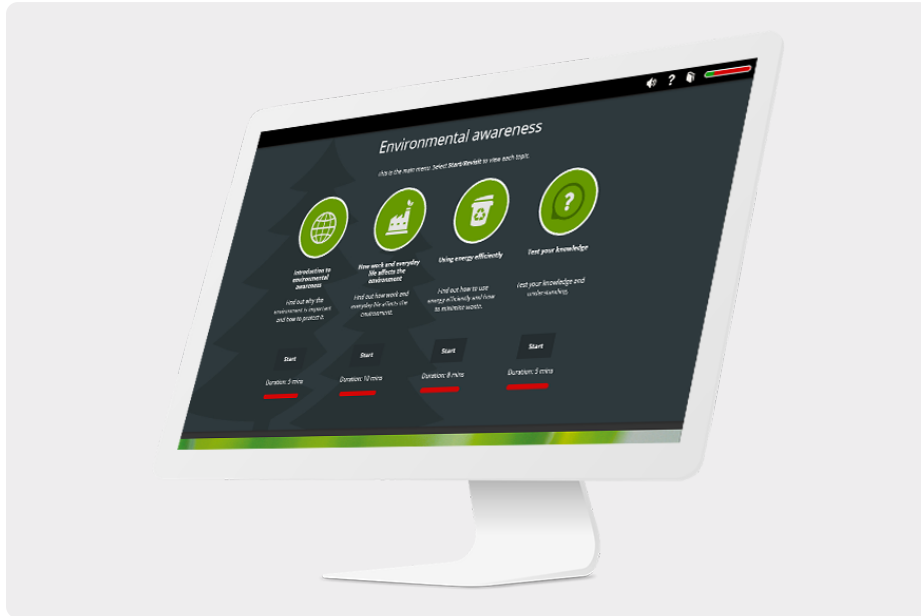 ?
Environmental awareness
This is the main menu. Select Start/Revisit to view each topic.
?
Introduction to
environmental
awareness
How work and everyday
life affects the
environment
Using energy efficiently
Test your knowledge
Find out why the
environment is important
and how to protect it.
Find out how work and
everyday life affects the
environment.
Find out how to use
energy efficiently and how
to minimise waste.
Test your knowledge and
understanding.
Start
Start
Start
Start
Duration: 5 mins
Duration: 10 mins
Duration: 8 mins
Duration: 5 mins